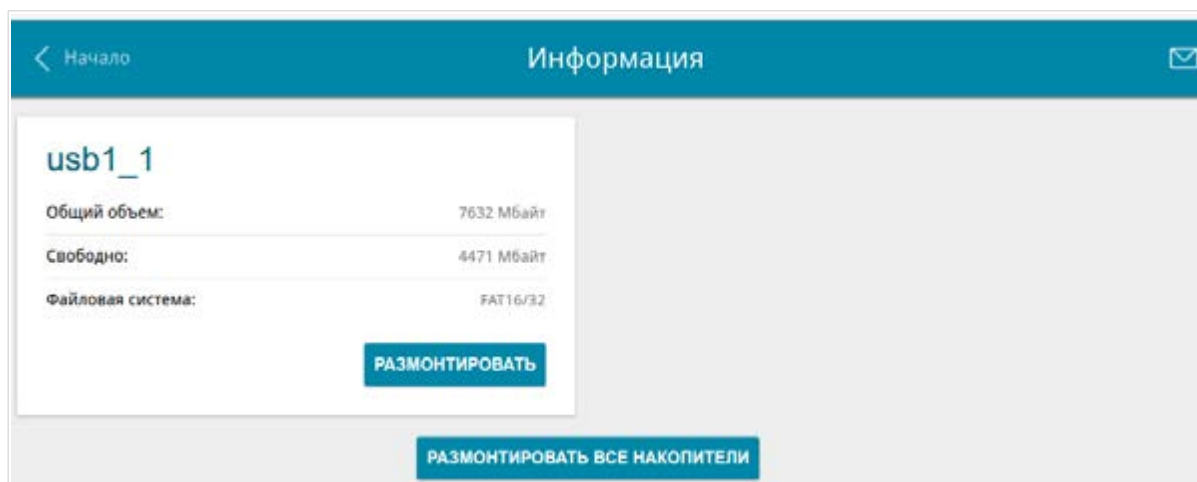 Начало
Информация
usb1_1
Общий объем: 7632 Мбайт
Свободно: 4471 Мбайт
Файловая система: FAT16/32
РАЗМОНТИРОВАТЬ
РАЗМОНТИРОВАТЬ ВСЕ НАКОПИТЕЛИ